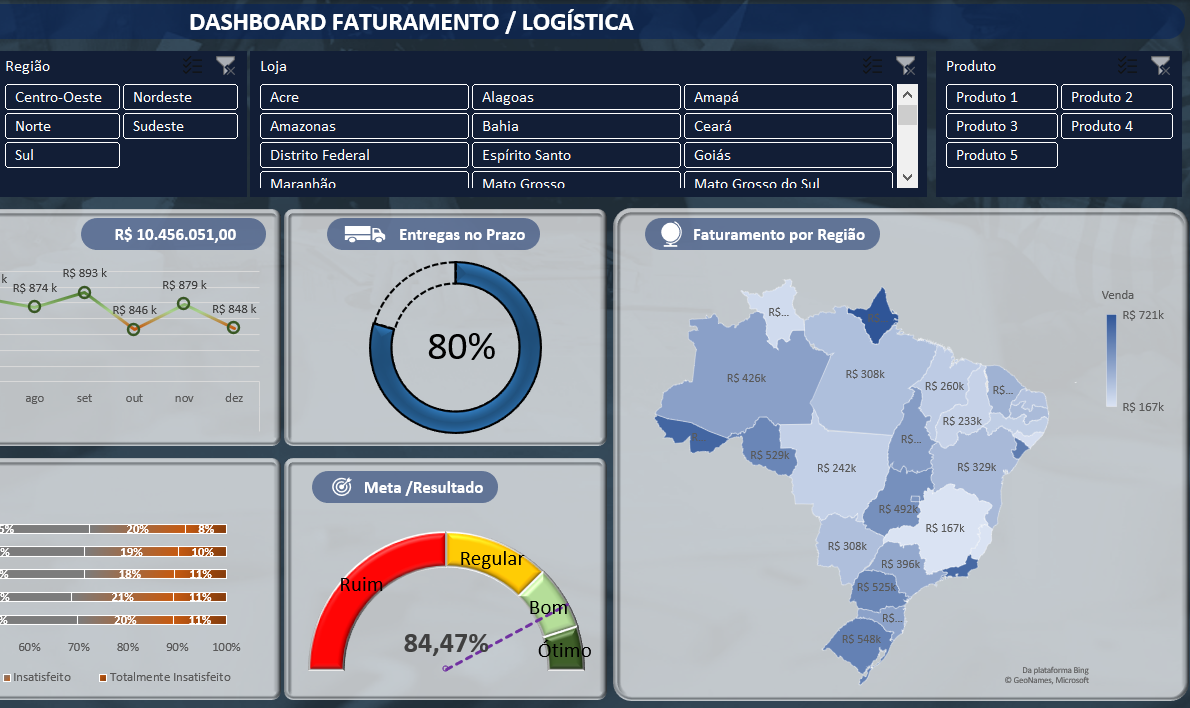 DASHBOARD FATURAMENTO / LOGÍSTICA
Região
Centro-Oeste Nordeste
Norte Sudeste
Sul
Loja
Acre Alagoas Amapá
Amazonas Bahia Ceará
Distrito Federal Espírito Santo Goiás
Maranhão Mato Grosso Mato Grosso do Sul
Produto
Produto 1 Produto 2
Produto 3 Produto 4
Produto 5
R$ 10.456.051,00
k R$ 874 k R$ 893 k R$ 846 k R$ 879 k R$ 848 k
ago set out nov dez
Entregas no Prazo
80%
Faturamento por Região
Venda
R$ 721k
R$ 167k
R$...
R$
R$ 426k
R$ 308k
R$ 260k
R$...
R$ 233k
R$...
R$ 529k
R$ 242k
R$ 329k
R$ 492k
R$ 167k
R$ 308k
R$ 396k
R$ 525k
R$...
R$ 548k
Da plataforma Bing
© GeoNames, Microsoft
5% 20% 8%
% 19% 10%
% 18% 11%
% 21% 11%
% 20% 11%
60% 70% 80% 90% 100%
Insatisfeito Totalmente Insatisfeito
Meta /Resultado
Ruim
Regular
Bom
Ótimo
84,47%